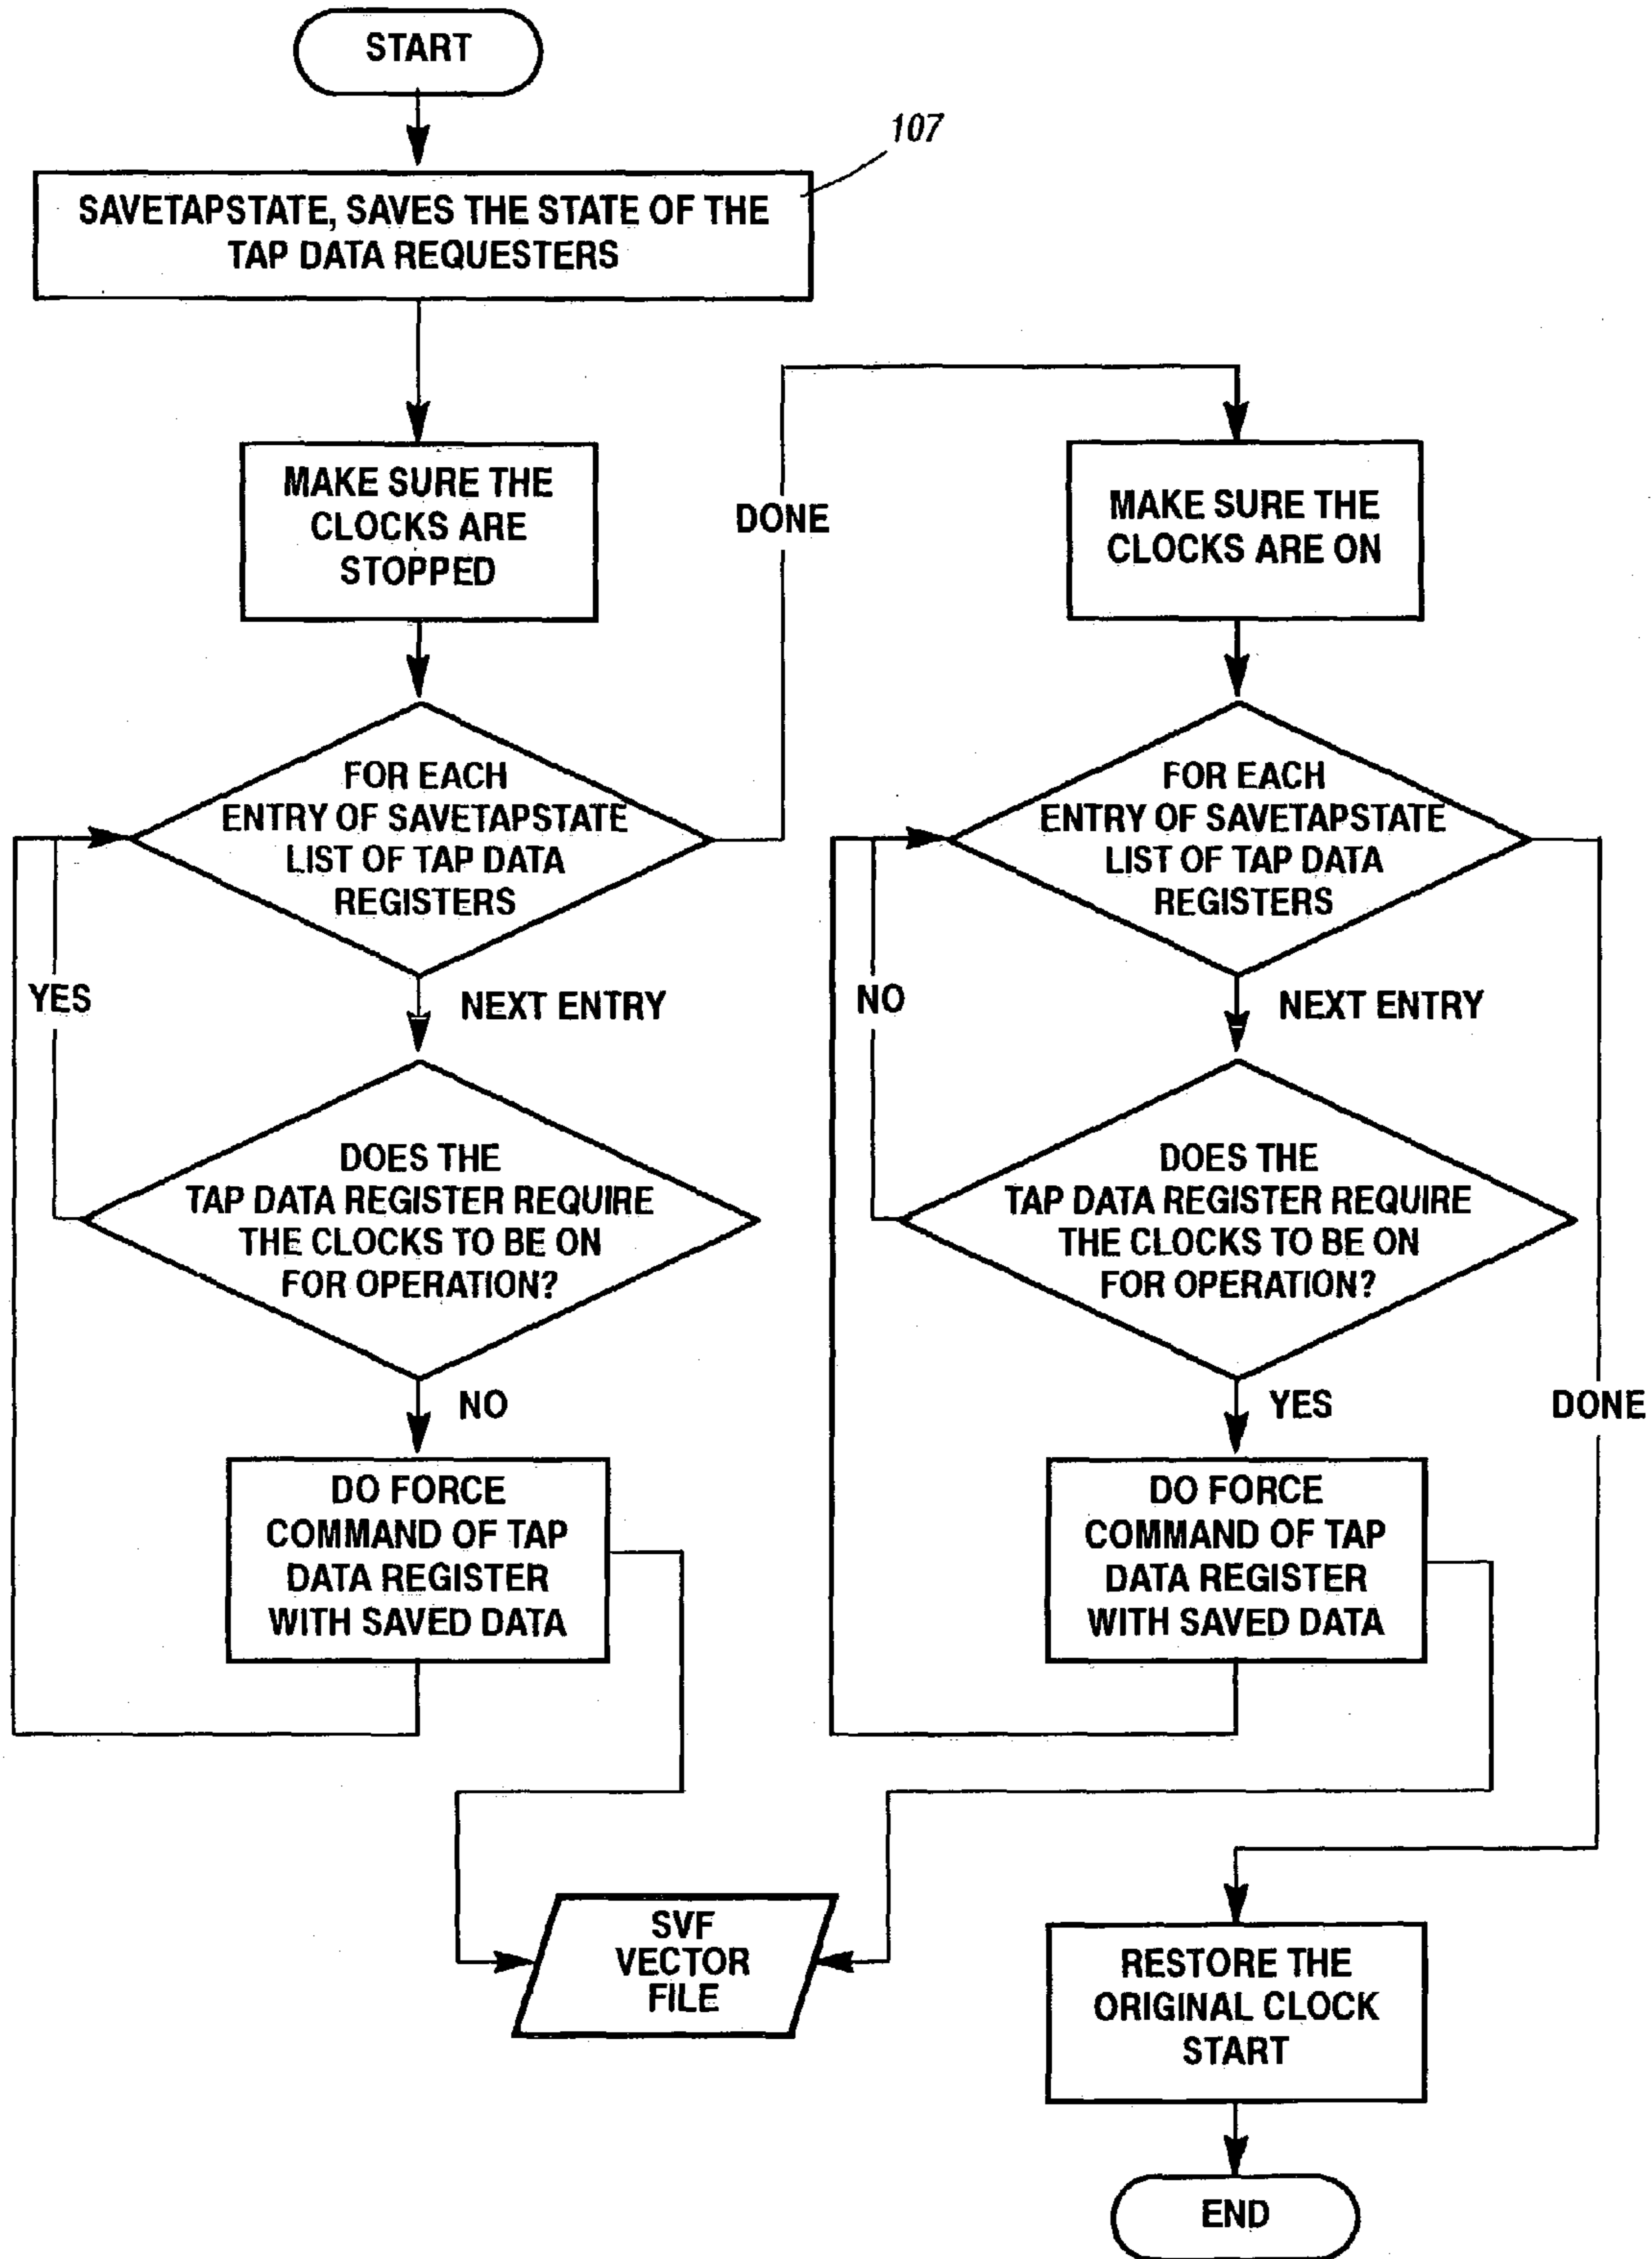 START
107
SAVETAPSTATE, SAVES THE STATE OF THE
TAP DATA REQUESTERS
MAKE SURE THE
CLOCKS ARE
STOPPED
FOR EACH
ENTRY OF SAVETAPSTATE
LIST OF TAP DATA
REGISTERS
YES
NEXT ENTRY
DOES THE
TAP DATA REGISTER REQUIRE
THE CLOCKS TO BE ON
FOR OPERATION?
NO
DO FORCE
COMMAND OF TAP
DATA REGISTER
WITH SAVED DATA
DONE
MAKE SURE THE
CLOCKS ARE ON
FOR EACH
ENTRY OF SAVETAPSTATE
LIST OF TAP DATA
REGISTERS
NO
NEXT ENTRY
DOES THE
TAP DATA REGISTER REQUIRE
THE CLOCKS TO BE ON
FOR OPERATION?
YES
DONE
DO FORCE
COMMAND OF TAP
DATA REGISTER
WITH SAVED DATA
SVF
VECTOR
FILE
RESTORE THE
ORIGINAL CLOCK
START
END